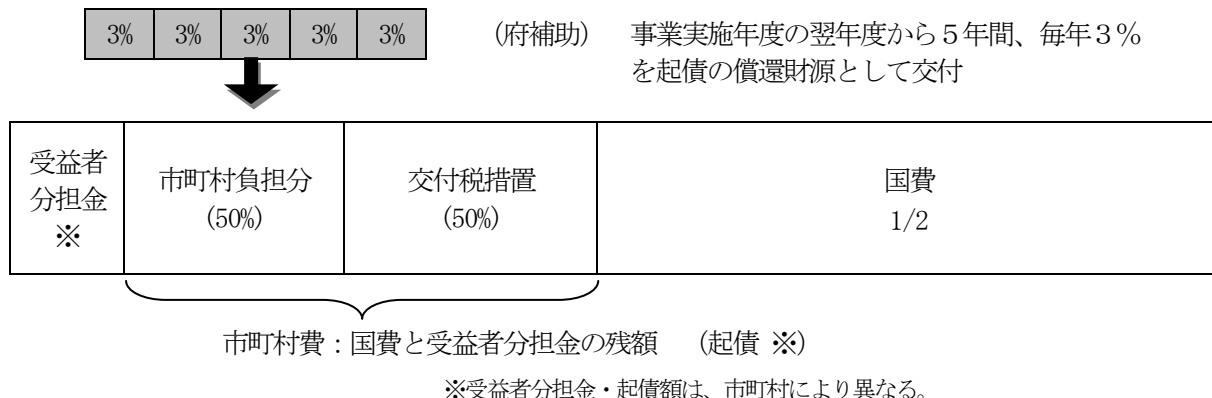 3% 3% 3% 3% 3%
(府補助) 事業実施年度の翌年度から５年間、毎年３％
を起債の償還財源として交付
受益者
分担金
※
市町村負担分
(50%)
交付税措置
(50%)
国費
1/2
市町村費：国費と受益者分担金の残額 (起債 ※)
※受益者分担金・起債額は、市町村により異なる。